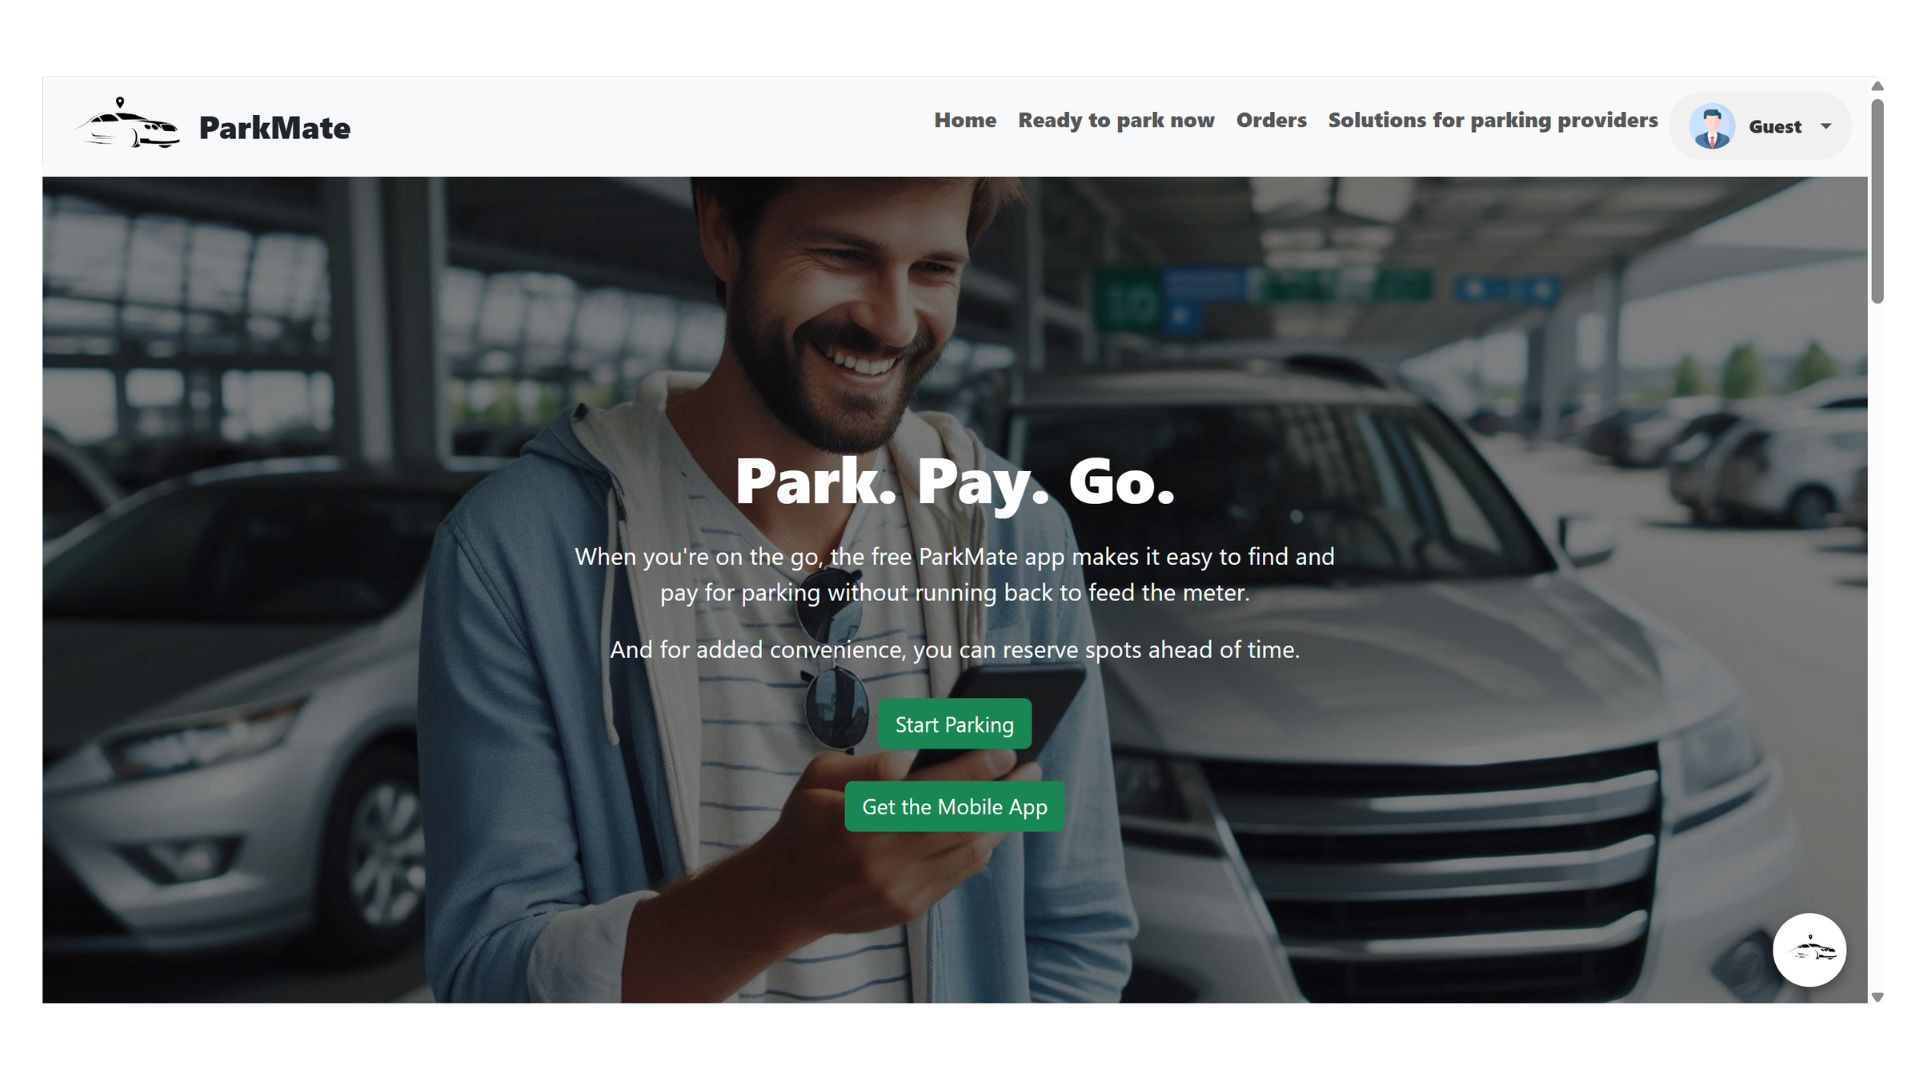 ParkMate
Home Ready to park now Orders Solutions for parking providers Guest
Park. Pay. Go.
When you're on the go, the free ParkMate app makes it easy to find and
pay for parking without running back to feed the meter.
And for added convenience, you can reserve spots ahead of time.
Start Parking
Get the Mobile App